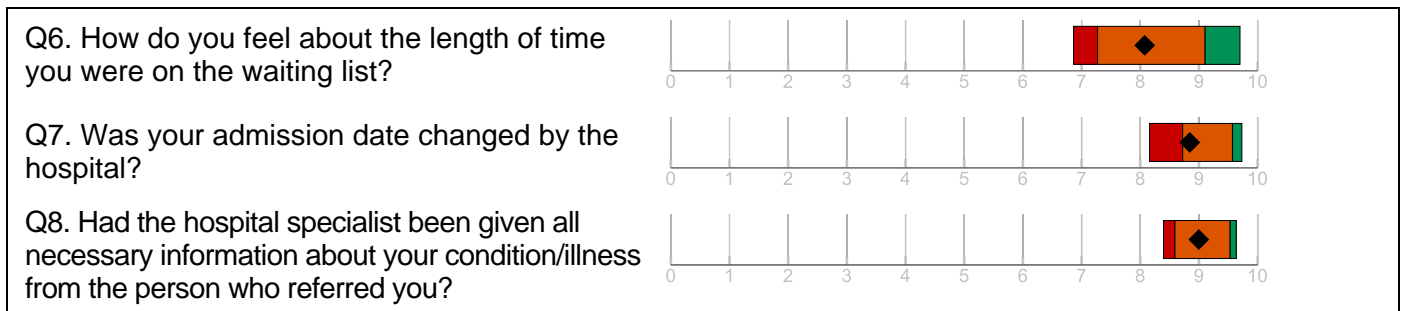 Q6. How do you feel about the length of time
you were on the waiting list?
0 1 2 3 4 5 6 7 8 9 10
Q7. Was your admission date changed by the
hospital?
0 1 2 3 4 5 6 7 8 9 10
Q8. Had the hospital specialist been given all
necessary information about your condition/illness
from the person who referred you?
0 1 2 3 4 5 6 7 8 9 10